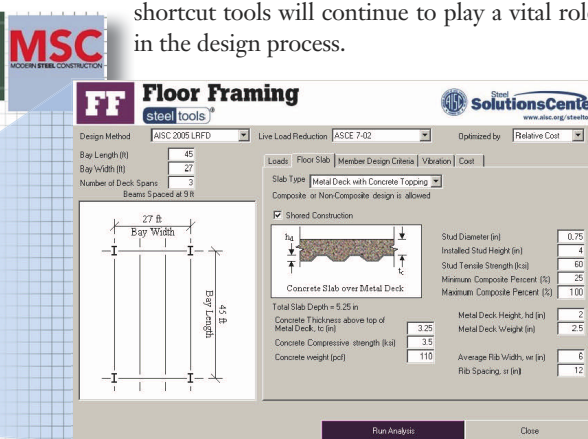 shortcut tools will continue to play a vital role
in the design process.
MSC
MODERN STEEL CONSTRUCTION
FF Floor Framing
steel tools
Steel
SolutionsCente
www.aisc.org/steelto
Design Method AISC 2005 LRFD Live Load Reduction ASCE 7-02 Optimized by Relative Cost
Bay Length (ft) 45
Bay Width (ft) 27
Number of Deck Spans 3
Beams Spaced at 9 ft
27 ft
Bay Width
45 ft
Bay Length
Loads Floor Slab Member Design Criteria Vibration Cost
Slab Type Metal Deck with Concrete Topping
Composite or Non-Composite design is allowed
Shored Construction
hd
tc
Concrete Slab over Metal Deck
Total Slab Depth = 5.25 in
Concrete Thickness above top of
Metal Deck, tc (in) 3.25
Concrete Compressive strength (ksi) 3.5
Concrete weight (pcf) 110
Stud Diameter (in) 0.75
Installed Stud Height (in) 4
Stud Tensile Strength (ksi) 60
Minimum Composite Percent (%) 25
Maximum Composite Percent (%) 100
Metal Deck Height, hd (in) 2
Metal Deck Weight (in) 2.5
Average Rib Width, wr (in) 6
Rib Spacing, sr (in) 12
Run Analysis Close